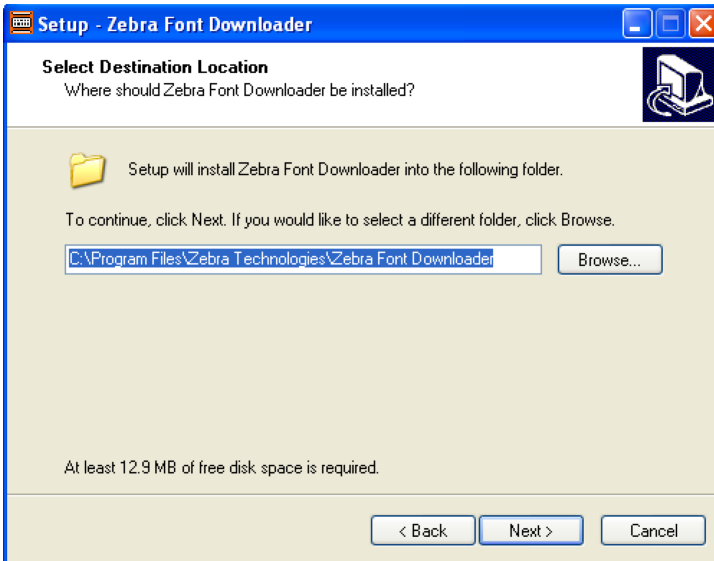 Setup - Zebra Font Downloader
Select Destination Location
Where should Zebra Font Downloader be installed?
Setup will install Zebra Font Downloader into the following folder.
To continue, click Next. If you would like to select a different folder, click Browse.
C:\Program Files\Zebra Technologies\Zebra Font Downloader
Browse...
At least 12.9 MB of free disk space is required.
< Back
Next >
Cancel